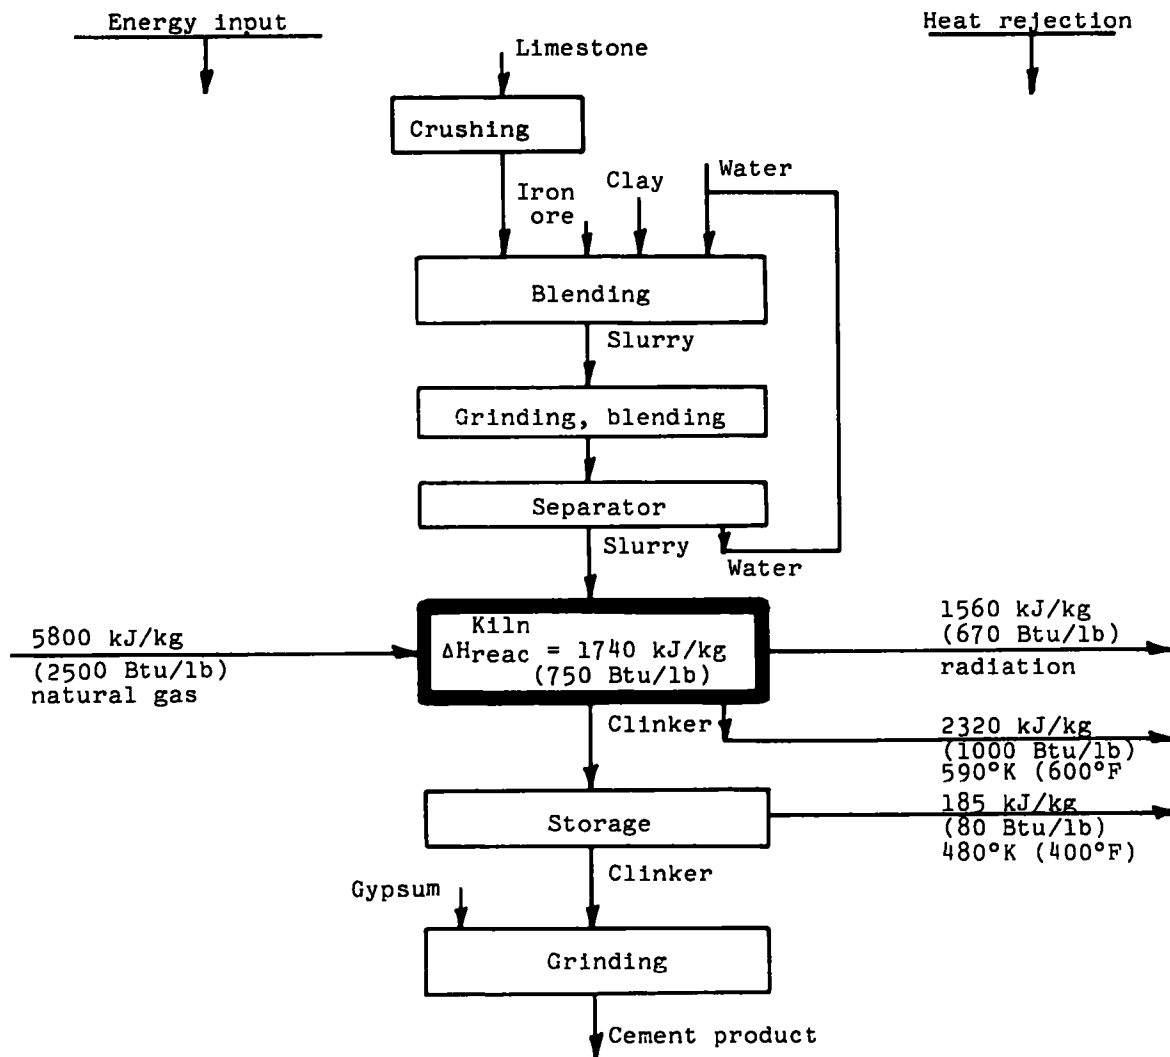 Energy input
Heat rejection
Limestone
Crushing
Iron
ore
Clay
Water
Blending
Slurry
Grinding, blending
Separator
Slurry
Water
5800 kJ/kg
(2500 Btu/lb)
natural gas
Kiln
ΔHreac = 1740 kJ/kg
(750 Btu/lb)
1560 kJ/kg
(670 Btu/lb)
radiation
Clinker
2320 kJ/kg
(1000 Btu/lb)
590°K (600°F
Storage
185 kJ/kg
(80 Btu/lb)
480°K (400°F)
Clinker
Gypsum
Grinding
Cement product